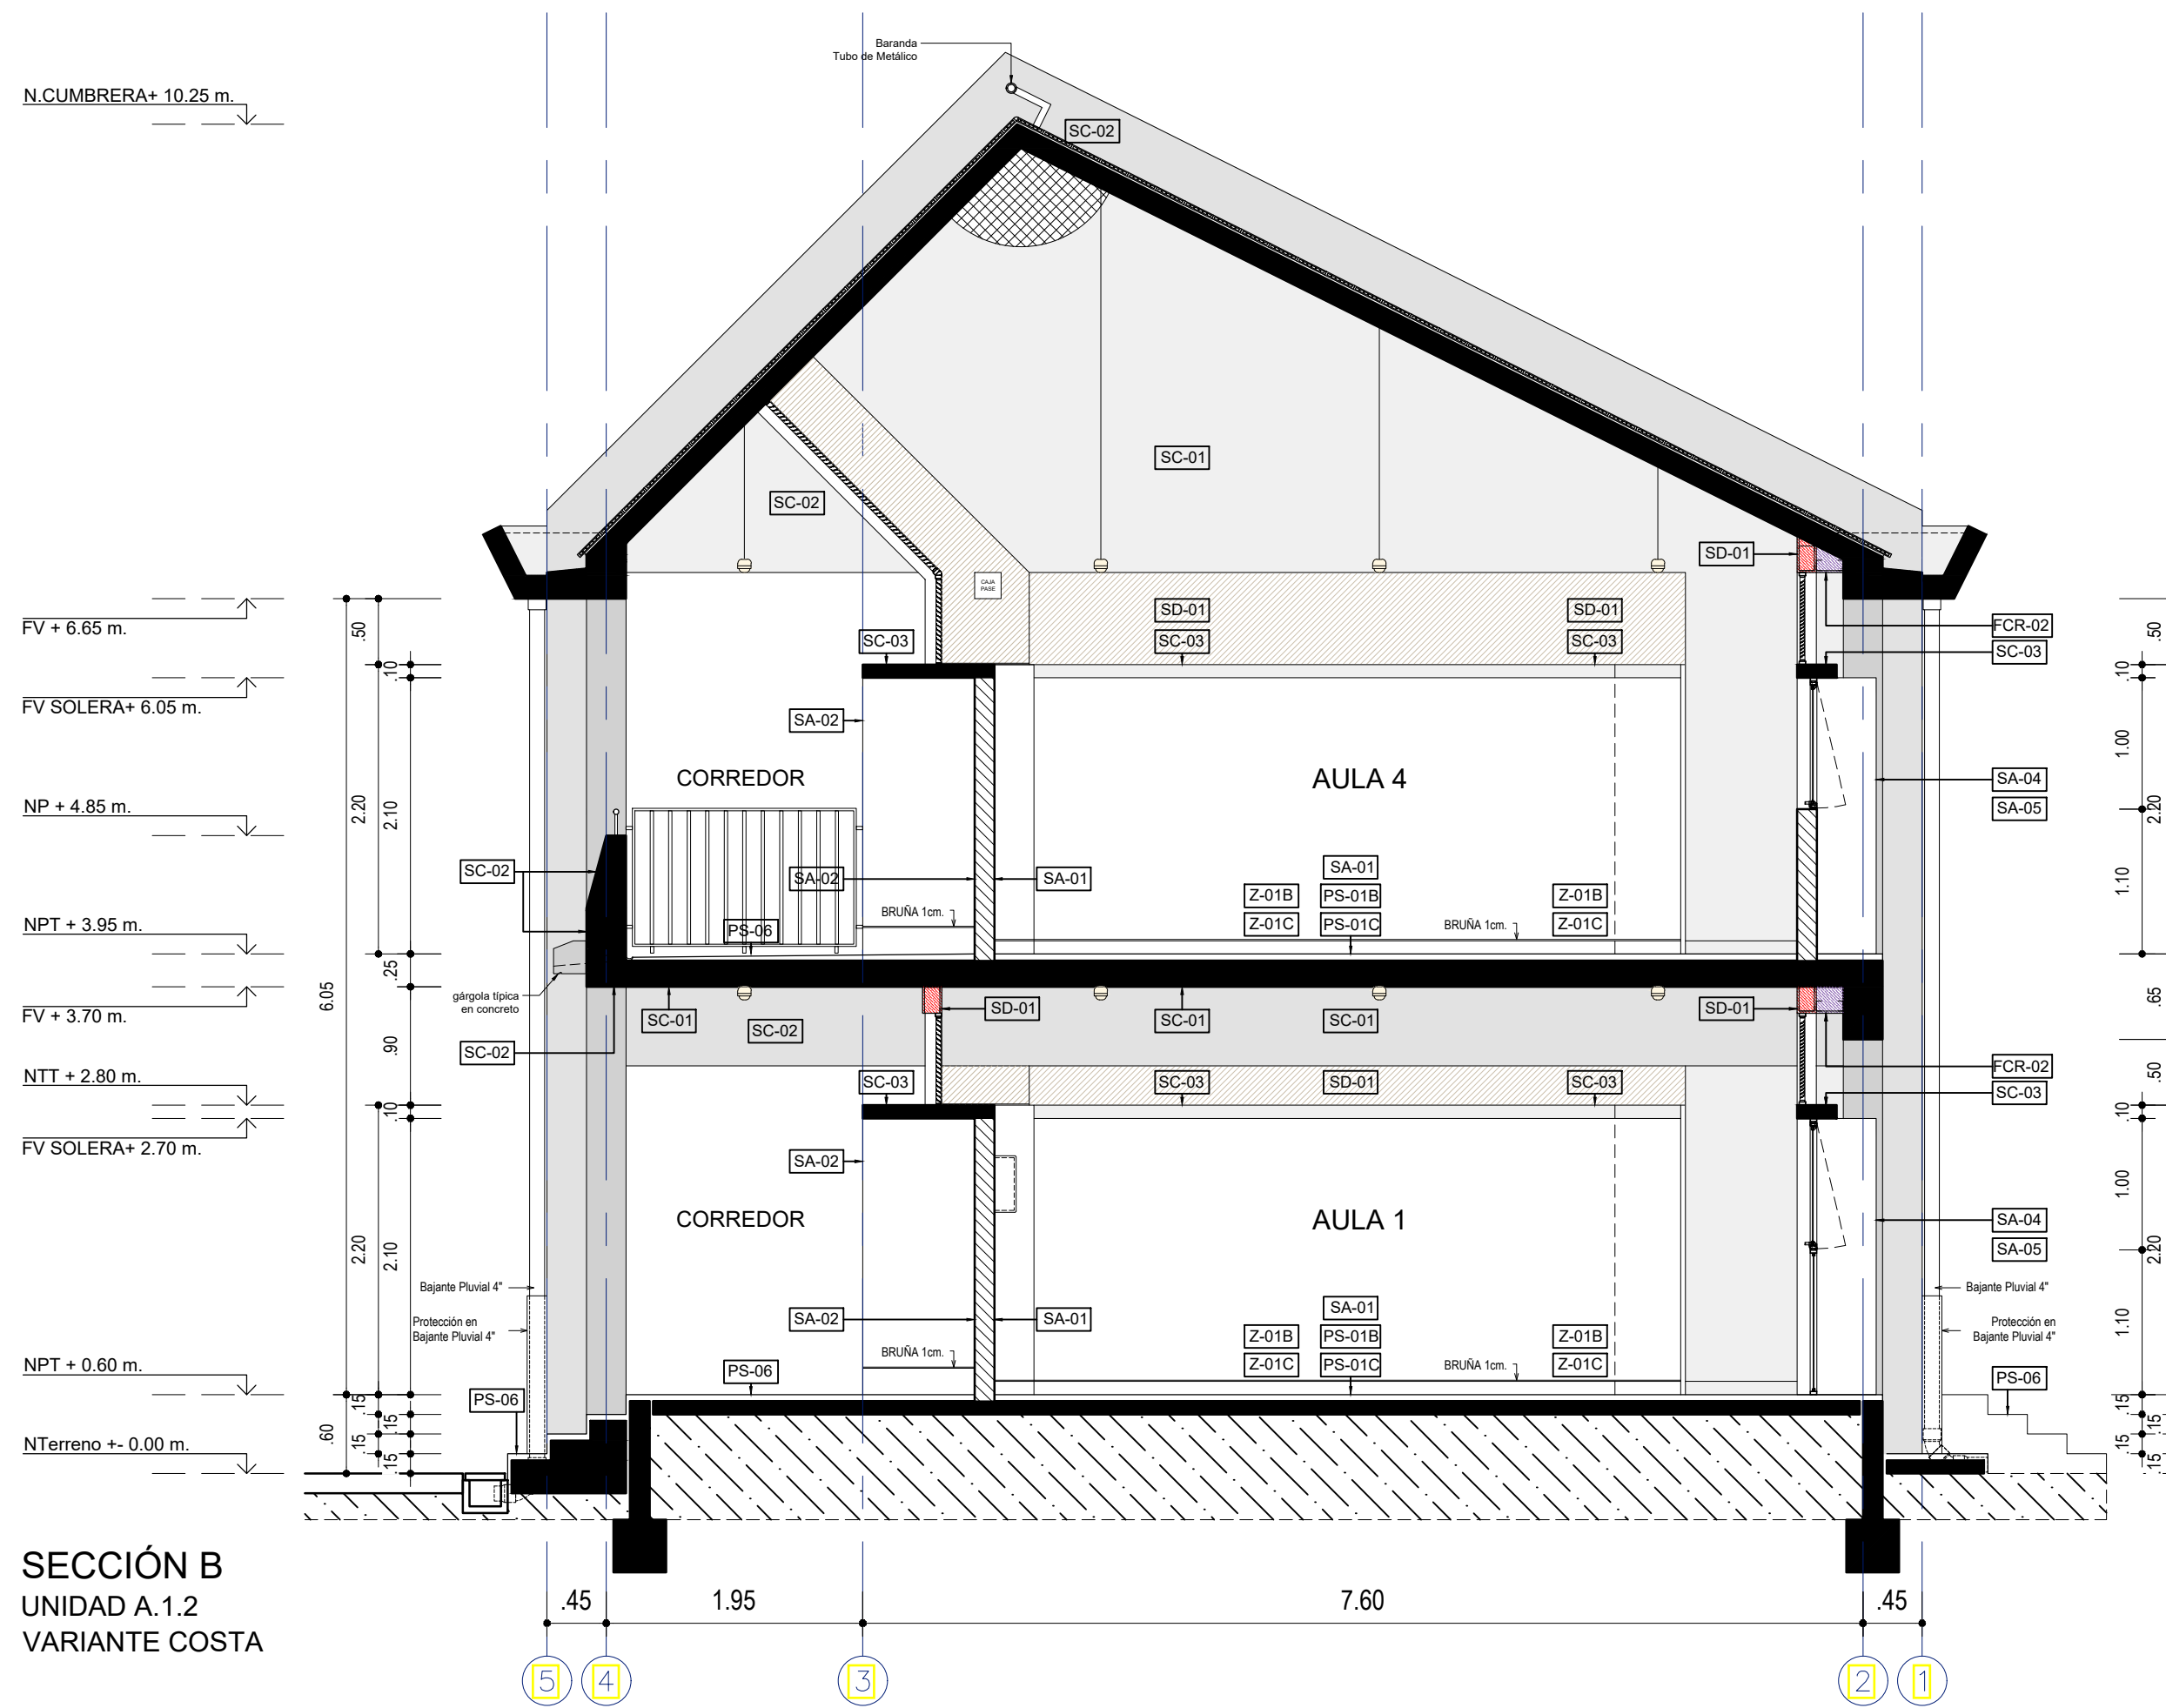 Baranda
Tubo de Metálico
N.CUMBRERA+ 10.25 m.
SC-02
SC-01
SC-02
SD-01
CAJA
PASE
FV + 6.65 m.
.50
SC-03
SD-01
SC-03
SD-01
SC-03
FCR-02
SC-03
.50
.10
FV SOLERA+ 6.05 m.
.10
SA-02
CORREDOR
AULA 4
1.00
SA-04
SA-05
NP + 4.85 m.
2.20
2.10
2.20
SC-02
SA-02
SA-01
SA-01
Z-01B
PS-01B
Z-01B
1.10
BRUÑA 1cm.
Z-01C
PS-01C
BRUÑA 1cm.
Z-01C
NPT + 3.95 m.
PS-06
.25
6.05
gárgola típica
en concreto
FV + 3.70 m.
SC-01
SC-02
SD-01
SC-01
SC-01
SD-01
.65
.90
SC-02
NTT + 2.80 m.
SC-03
SC-03
SD-01
SC-03
FCR-02
SC-03
.50
.10
.10
FV SOLERA+ 2.70 m.
SA-02
CORREDOR
AULA 1
1.00
SA-04
SA-05
2.20
2.10
2.20
Bajante Pluvial 4"
Bajante Pluvial 4"
Protección en
Bajante Pluvial 4"
SA-02
SA-01
SA-01
Z-01B
PS-01B
Z-01B
1.10
Protección en
Bajante Pluvial 4"
BRUÑA 1cm.
Z-01C
PS-01C
BRUÑA 1cm.
Z-01C
NPT + 0.60 m.
PS-06
PS-06
PS-06
.60
.15
.15
.15
.15
.15
.15
.15
.15
NTerreno +- 0.00 m.
SECCIÓN B
UNIDAD A.1.2
VARIANTE COSTA
.45
1.95
7.60
.45
5
4
3
2
1